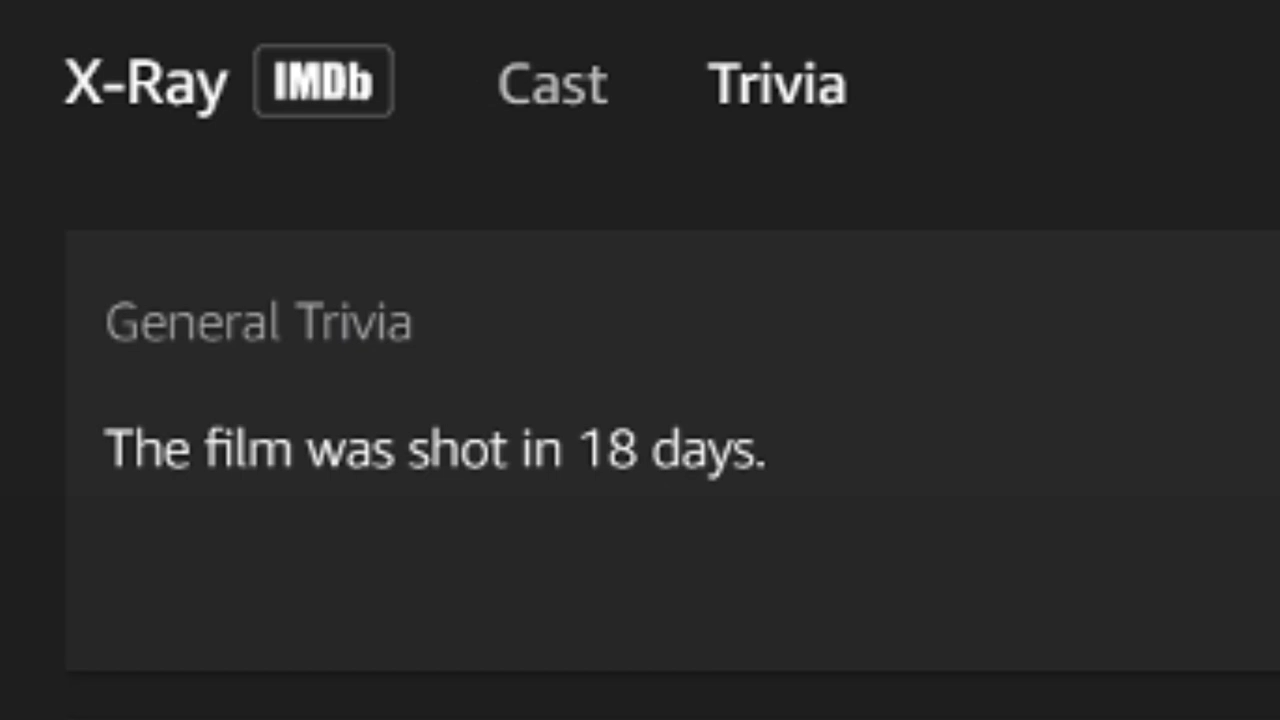 X-Ray IMDb Cast Trivia
General Trivia
The film was shot in 18 days.